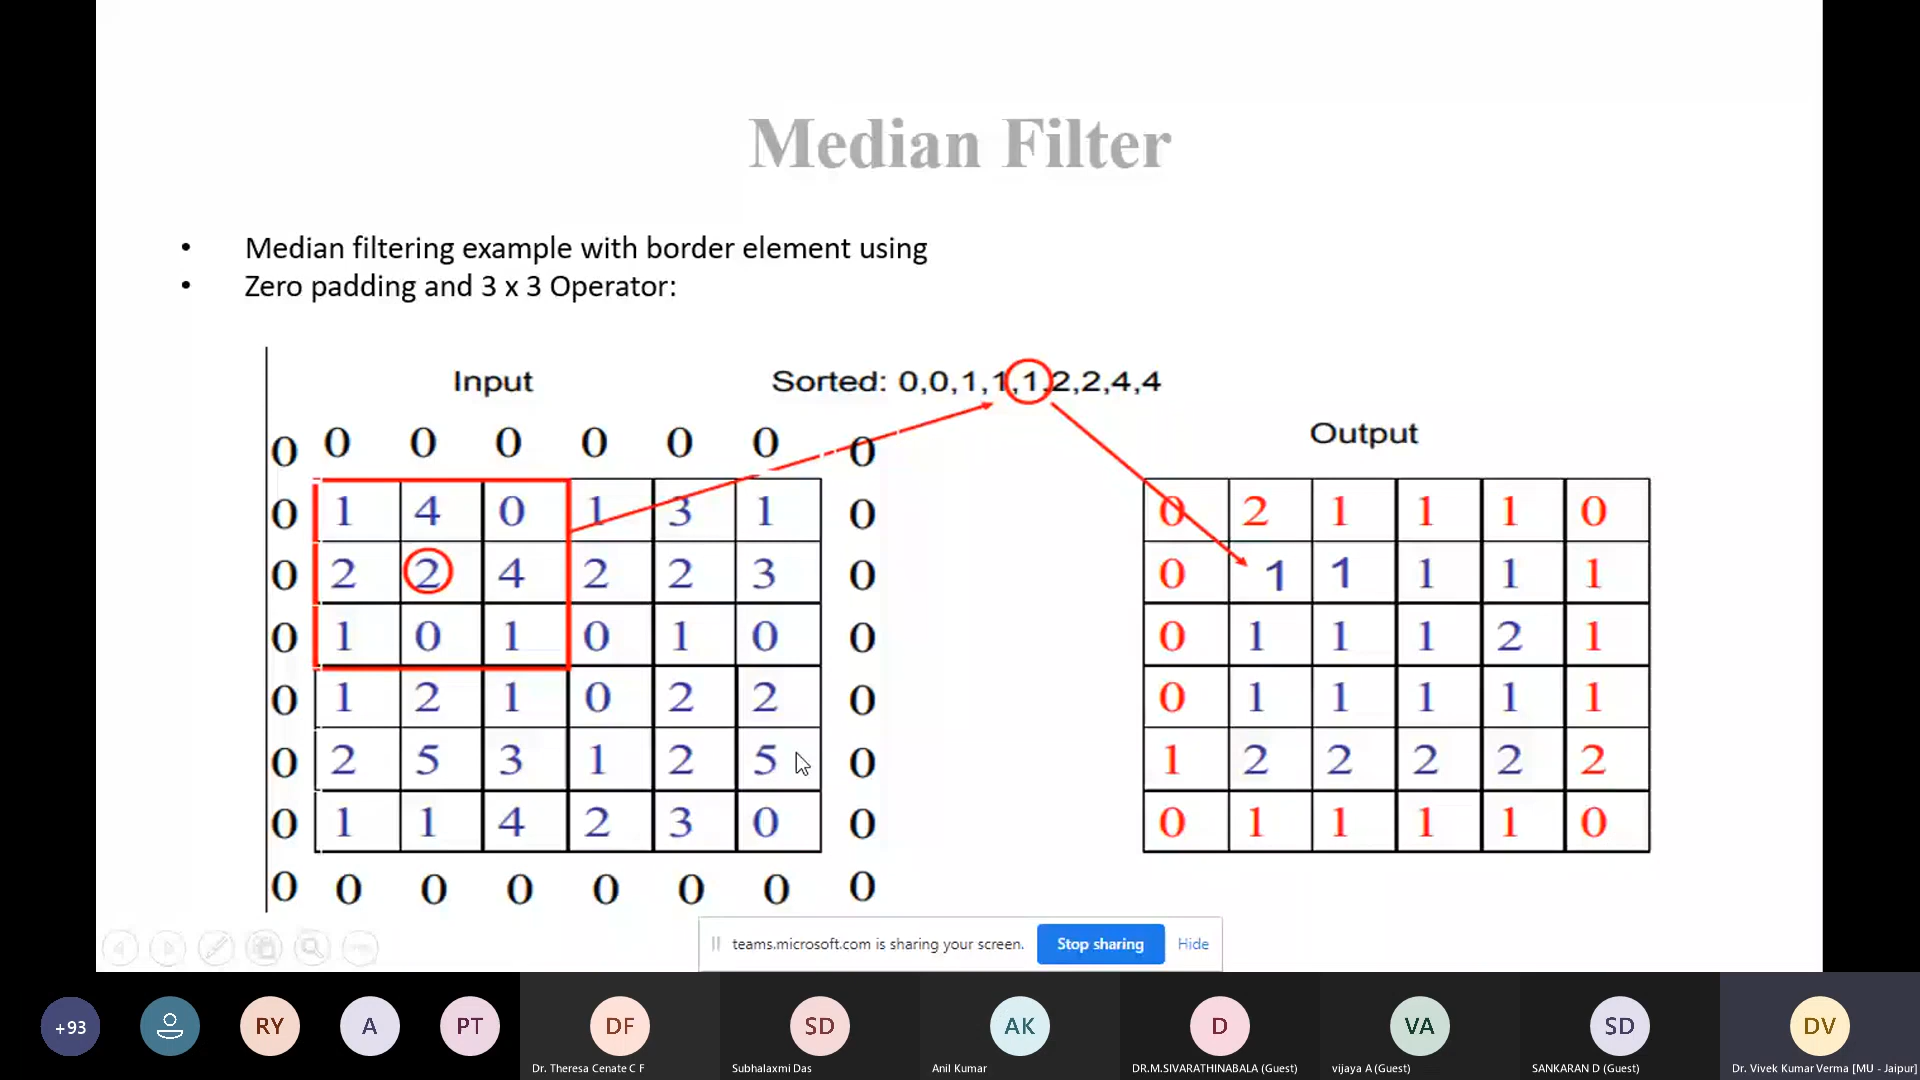 Median Filter
• Median filtering example with border element using
• Zero padding and 3 x 3 Operator:
Input
Sorted: 0,0,1,1,1,2,2,4,4
Output
0 0 0 0 0 0 0 0
0 1 4 0 1 3 1 0
0 2 2 4 2 2 3 0
0 1 0 1 0 1 0 0
0 1 2 1 0 2 2 0
0 2 5 3 1 2 5 0
0 1 1 4 2 3 0 0
0 0 0 0 0 0 0 0
0 2 1 1 1 0
0 1 1 1 1 1
0 1 1 1 2 1
0 1 1 1 1 1
1 2 2 2 2 2
0 1 1 1 1 0
teams.microsoft.com is sharing your screen. Stop sharing Hide
+93 RY A PT DF SD AK D VA SD DV
Dr. Theresa Cenate C F Subhalaxmi Das Anil Kumar DR.M.SIVARATHINABALA (Guest) vijaya A (Guest) SANKARAN D (Guest) Dr. Vivek Kumar Verma [MU - Jaipur]